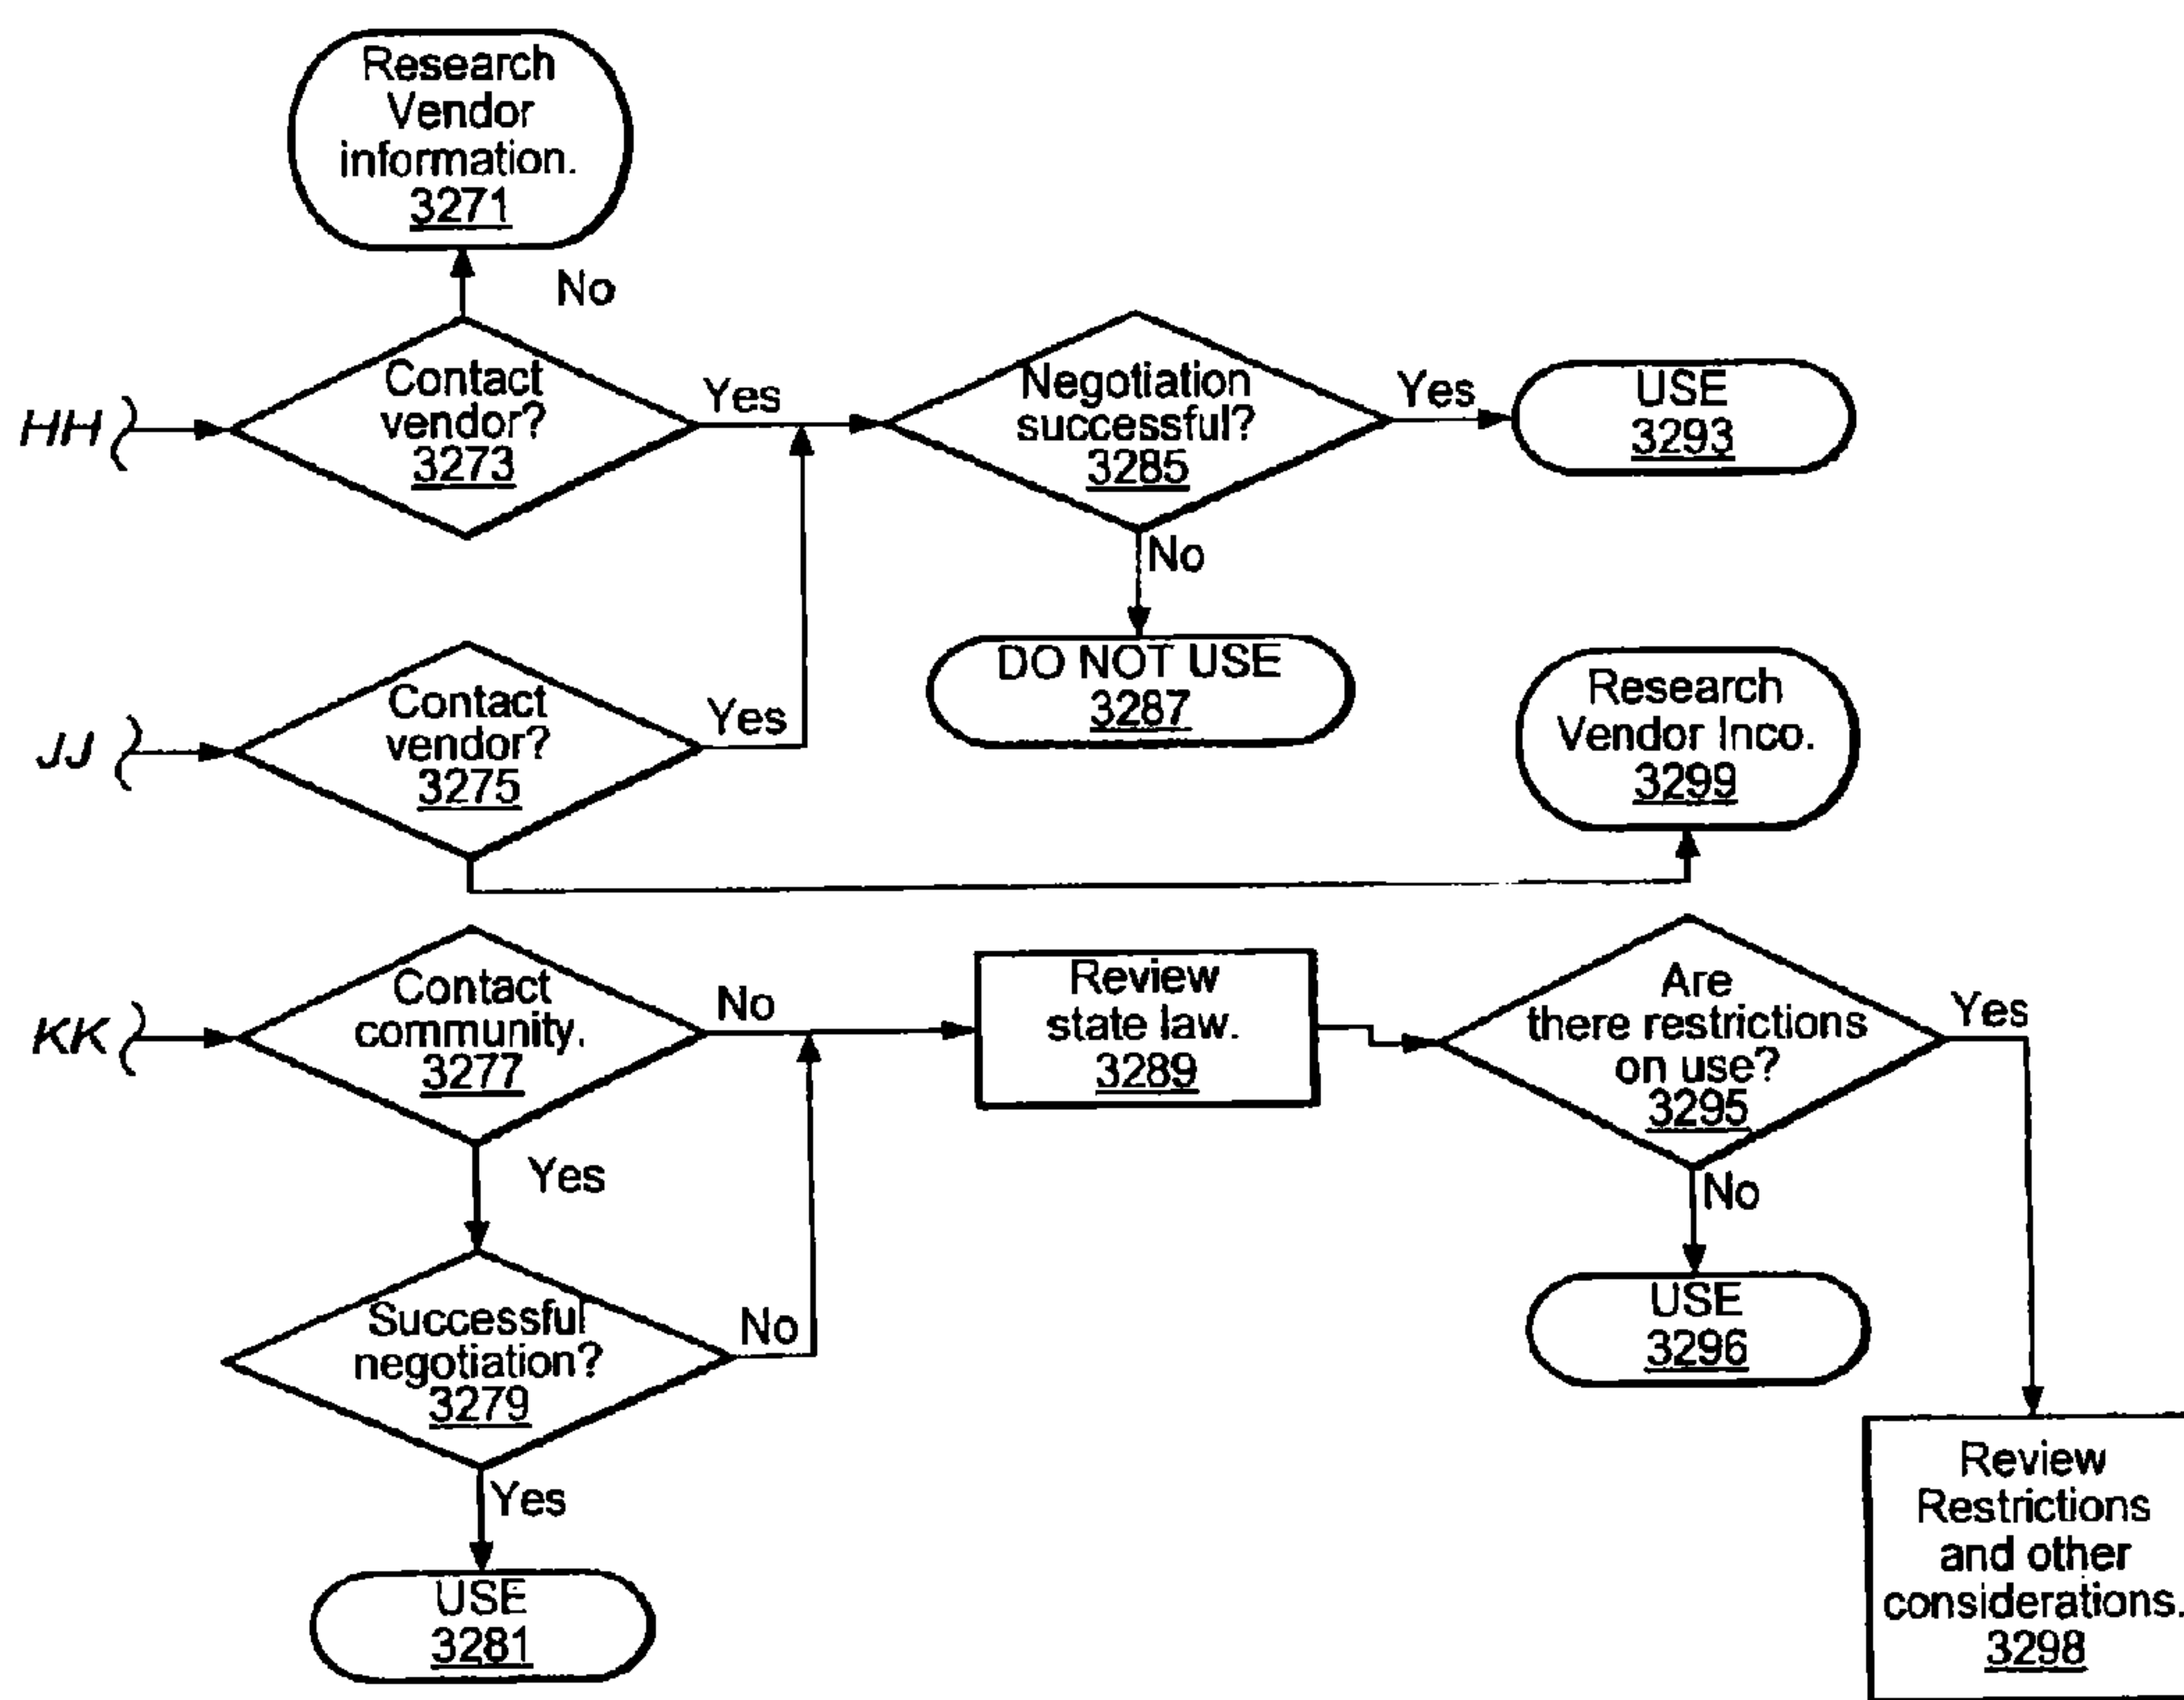 Research
Vendor
information.
3271
No
HH
Contact
vendor?
3273
Yes
Negotiation
successful?
3285
Yes
USE
3293
No
DO NOT USE
3287
JJ
Contact
vendor?
3275
Yes
Research
Vendor Inco.
3299
KK
Contact
community.
3277
No
Review
state law.
3289
Are
there restrictions
on use?
3295
Yes
Yes
No
Successful
negotiation?
3279
No
USE
3296
Yes
USE
3281
Review
Restrictions
and other
considerations.
3298